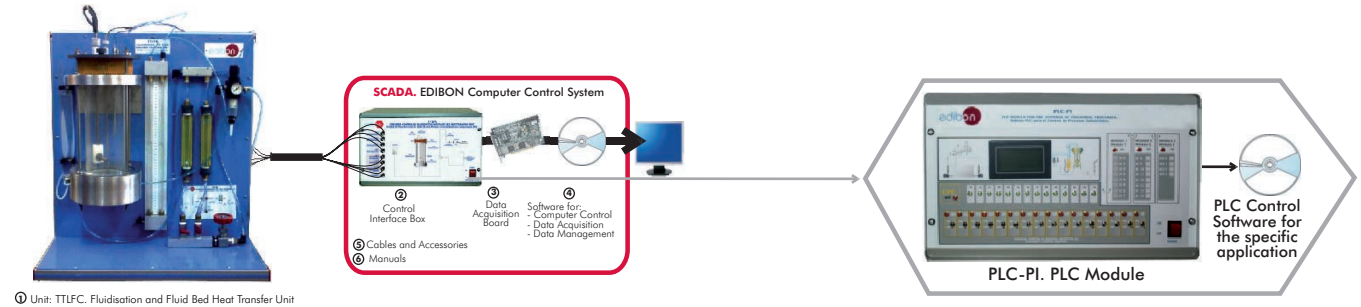 edibon
SCADA. EDIBON Computer Control System
②
Control
Interface Box
③
Data
Acquisition
Board
④
Software for:
- Computer Control
- Data Acquisition
- Data Management
⑤ Cables and Accessories
⑥ Manuals
① Unit: TTLFC. Fluidisation and Fluid Bed Heat Transfer Unit
edibon
PLC-PI
PLC-PI. PLC Module
PLC Control
Software for
the specific
application